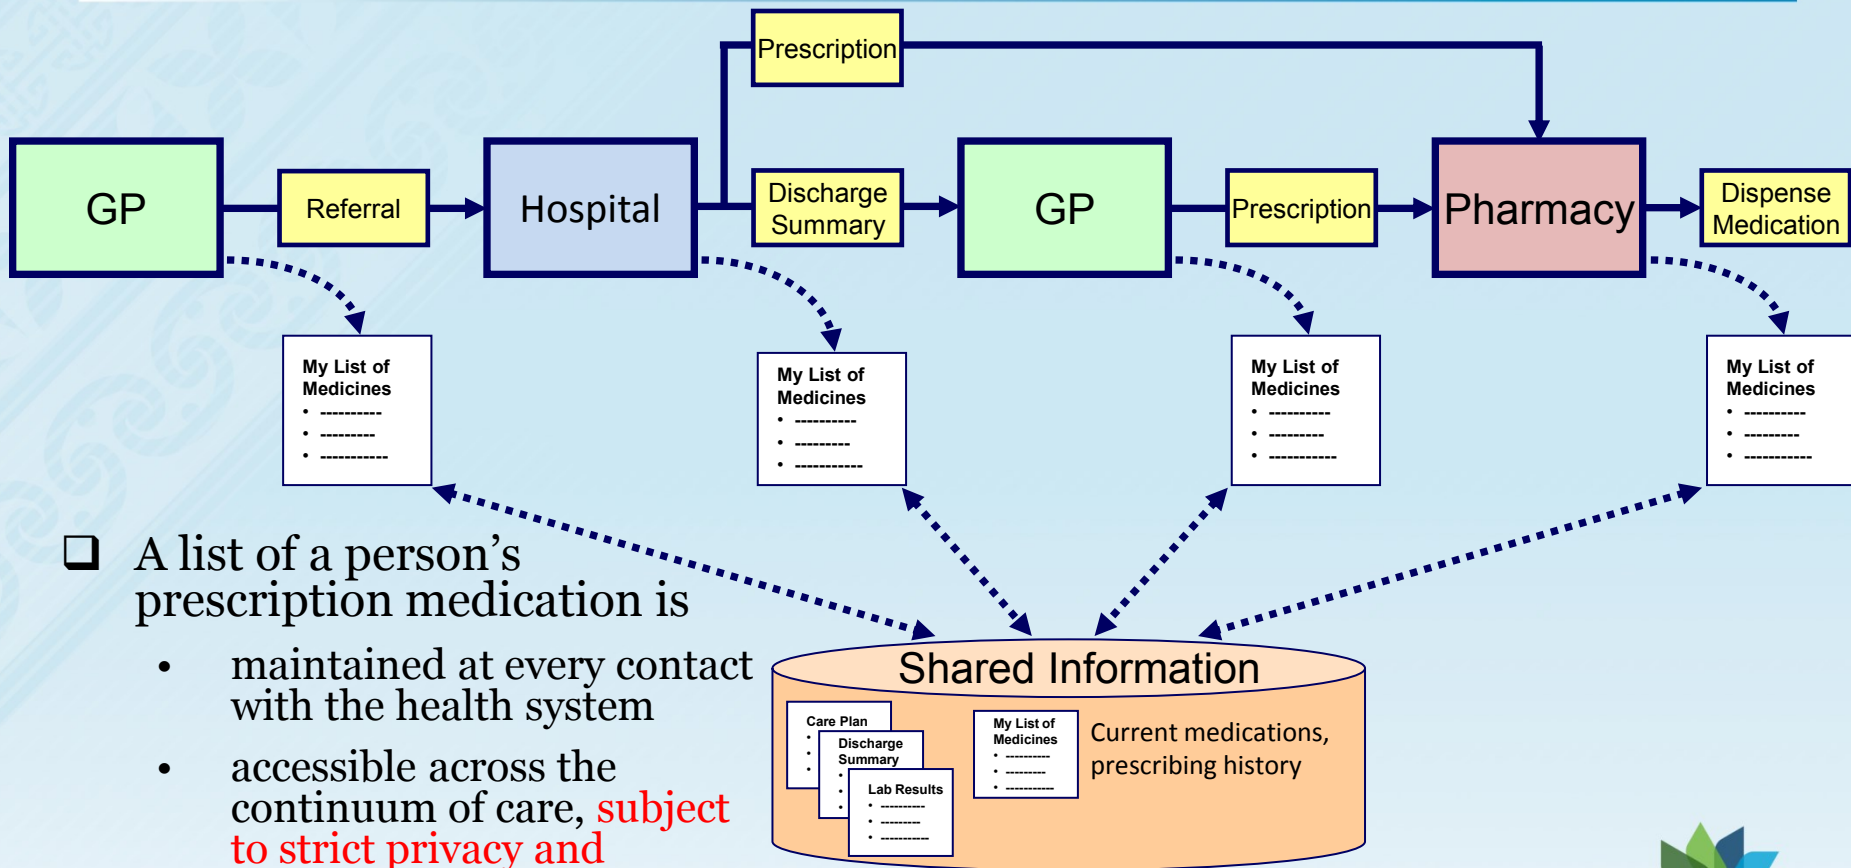 Prescription
GP
Referral
Hospital
Discharge
Summary
GP
Prescription
Pharmacy
Dispense
Medication
My List of
Medicines
• ----------
• ---------
• -----------
My List of
Medicines
• ----------
• ---------
• -----------
My List of
Medicines
• ----------
• ---------
• -----------
My List of
Medicines
• ----------
• ---------
• -----------
❑ A list of a person’s
prescription medication is
• maintained at every contact
with the health system
• accessible across the
continuum of care, subject
to strict privacy and
Shared Information
Care Plan
•
•
•
Discharge
Summary
•
•
•
Lab Results
• ----------
• ---------
• -----------
My List of
Medicines
• ----------
• ---------
• -----------
Current medications,
prescribing history